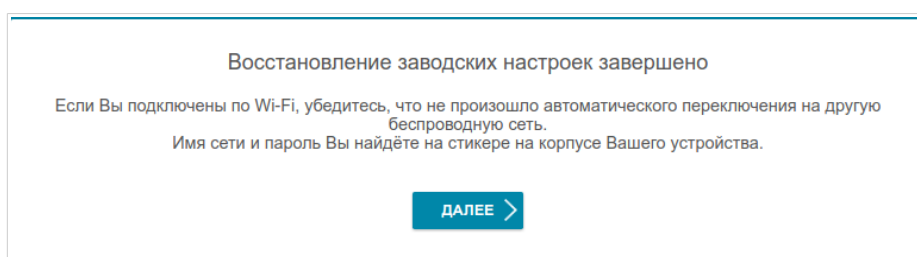 Восстановление заводских настроек завершено
Если Вы подключены по Wi-Fi, убедитесь, что не произошло автоматического переключения на другую
беспроводную сеть.
Имя сети и пароль Вы найдёте на стикере на корпусе Вашего устройства.
ДАЛЕЕ